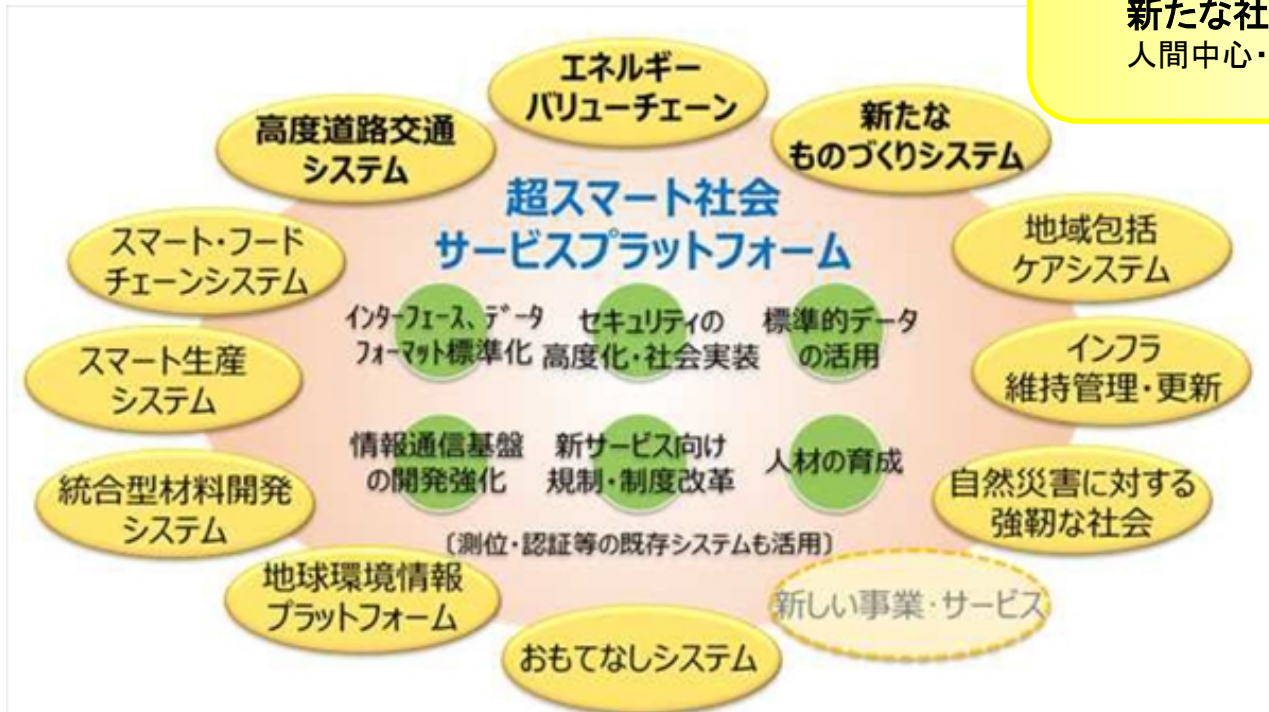 新たな社
人間中心・
エネルギー
バリューチェーン
高度道路交通
システム
新たな
ものづくりシステム
超スマート社会
サービスプラットフォーム
スマート・フード
チェーンシステム
地域包括
ケアシステム
インターフェース、データ
フォーマット標準化
セキュリティの
高度化・社会実装
標準的データ
の活用
スマート生産
システム
インフラ
維持管理・更新
情報通信基盤
の開発強化
新サービス向け
規制・制度改革
人材の育成
統合型材料開発
システム
自然災害に対する
強靭な社会
〔測位・認証等の既存システムも活用〕
地球環境情報
プラットフォーム
新しい事業・サービス
おもてなしシステム